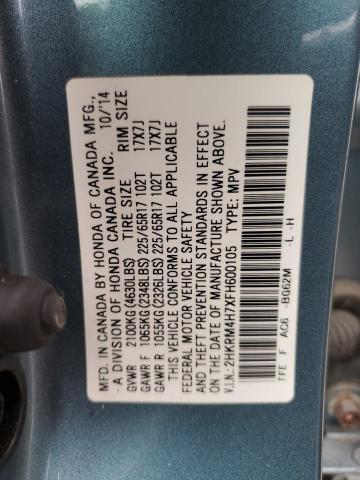 MFD. IN CANADA BY HONDA OF CANADA MFG.,
- A DIVISION OF HONDA CANADA INC. 10/14
TIRE SIZE RIM SIZE
GVWR 2100KG (4630LBS)
GAWR F 1065KG (2348LBS) 225/65R17 102T 17X7J
GAWR R 1055KG (2326LBS) 225/65R17 102T 17X7J
THIS VEHICLE CONFORMS TO ALL APPLICABLE
FEDERAL MOTOR VEHICLE SAFETY
AND THEFT PREVENTION STANDARDS IN EFFECT
ON THE DATE OF MANUFACTURE SHOWN ABOVE.
V.I.N.: 2HKRM4H7XFH600105 TYPE: MPV
TFE F AC6 -BG62M -L -H